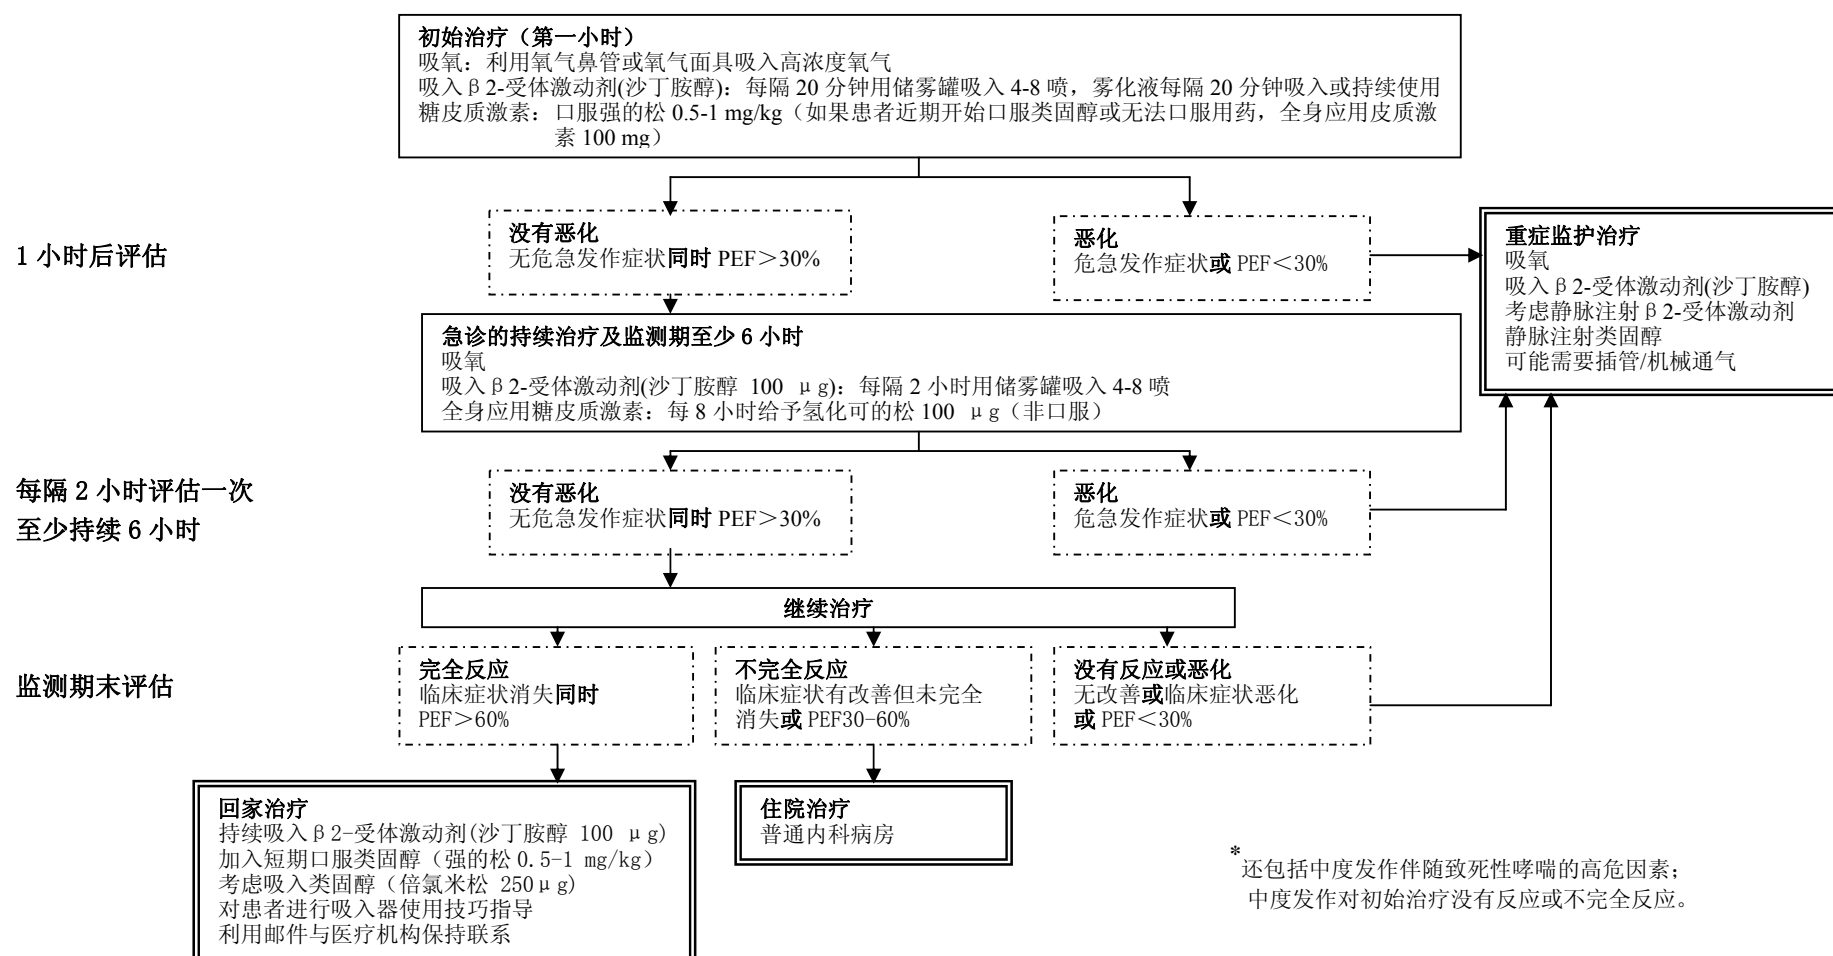 初始治疗（第一小时）
吸氧：利用氧气鼻管或氧气面具吸入高浓度氧气
吸入β2-受体激动剂(沙丁胺醇)：每隔 20 分钟用储雾罐吸入 4-8 喷，雾化液每隔 20 分钟吸入或持续使用
糖皮质激素：口服强的松 0.5-1 mg/kg（如果患者近期开始口服类固醇或无法口服用药，全身应用皮质激
素 100 mg）
1 小时后评估
没有恶化
无危急发作症状同时 PEF＞30%
恶化
危急发作症状或 PEF＜30%
重症监护治疗
吸氧
吸入β2-受体激动剂(沙丁胺醇)
考虑静脉注射β2-受体激动剂
静脉注射类固醇
可能需要插管/机械通气
急诊的持续治疗及监测期至少 6 小时
吸氧
吸入β2-受体激动剂(沙丁胺醇 100 μg)：每隔 2 小时用储雾罐吸入 4-8 喷
全身应用糖皮质激素：每 8 小时给予氢化可的松 100 μg（非口服）
每隔 2 小时评估一次
至少持续 6 小时
没有恶化
无危急发作症状同时 PEF＞30%
恶化
危急发作症状或 PEF＜30%
继续治疗
监测期末评估
完全反应
临床症状消失同时
PEF＞60%
不完全反应
临床症状有改善但未完全
消失或 PEF30-60%
没有反应或恶化
无改善或临床症状恶化
或 PEF＜30%
回家治疗
持续吸入β2-受体激动剂(沙丁胺醇 100 μg)
加入短期口服类固醇（强的松 0.5-1 mg/kg）
考虑吸入类固醇（倍氯米松 250μg)
对患者进行吸入器使用技巧指导
利用邮件与医疗机构保持联系
住院治疗
普通内科病房
*还包括中度发作伴随致死性哮喘的高危因素；
中度发作对初始治疗没有反应或不完全反应。